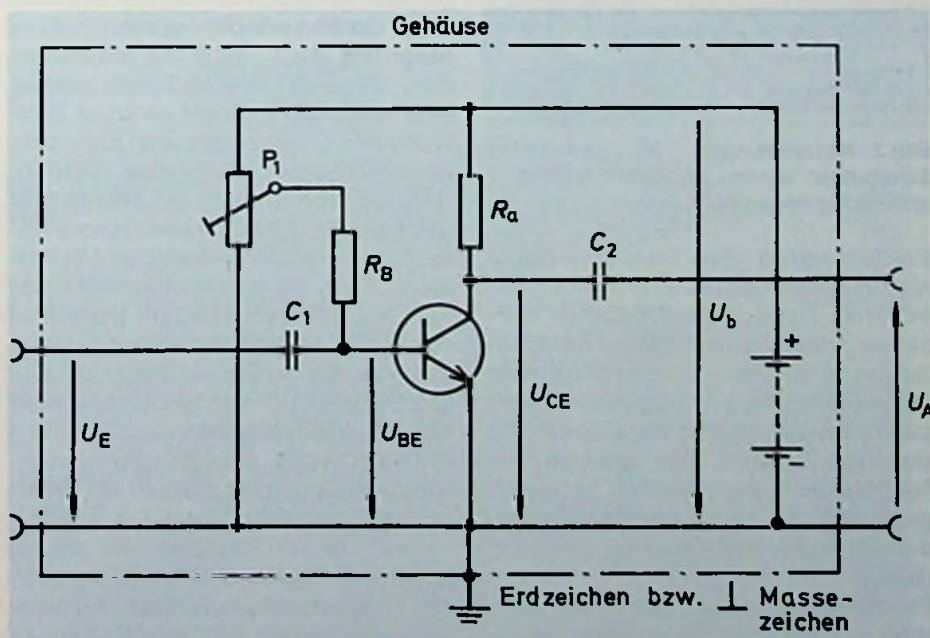 Gehäuse
P1
Ra
RB
C2
C1
Ub
+
UCE
UE
UBE
UA
-
Erdzeichen bzw. ⊥ Masse-
zeichen